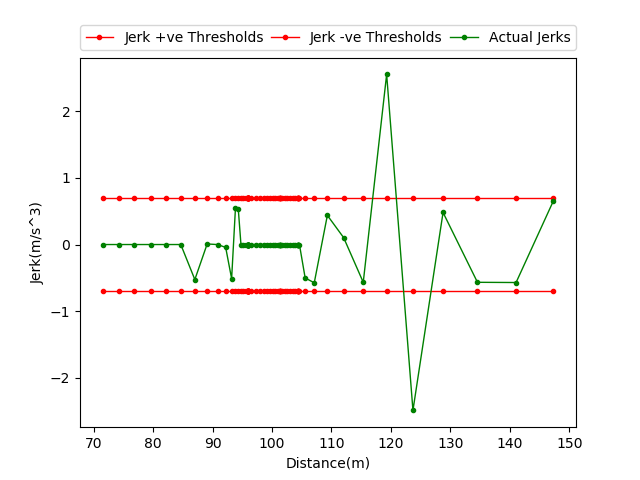 Jerk +ve Thresholds Jerk -ve Thresholds Actual Jerks
2
1
0
−1
−2
Jerk(m/s^3)
70 80 90 100 110 120 130 140 150
Distance(m)